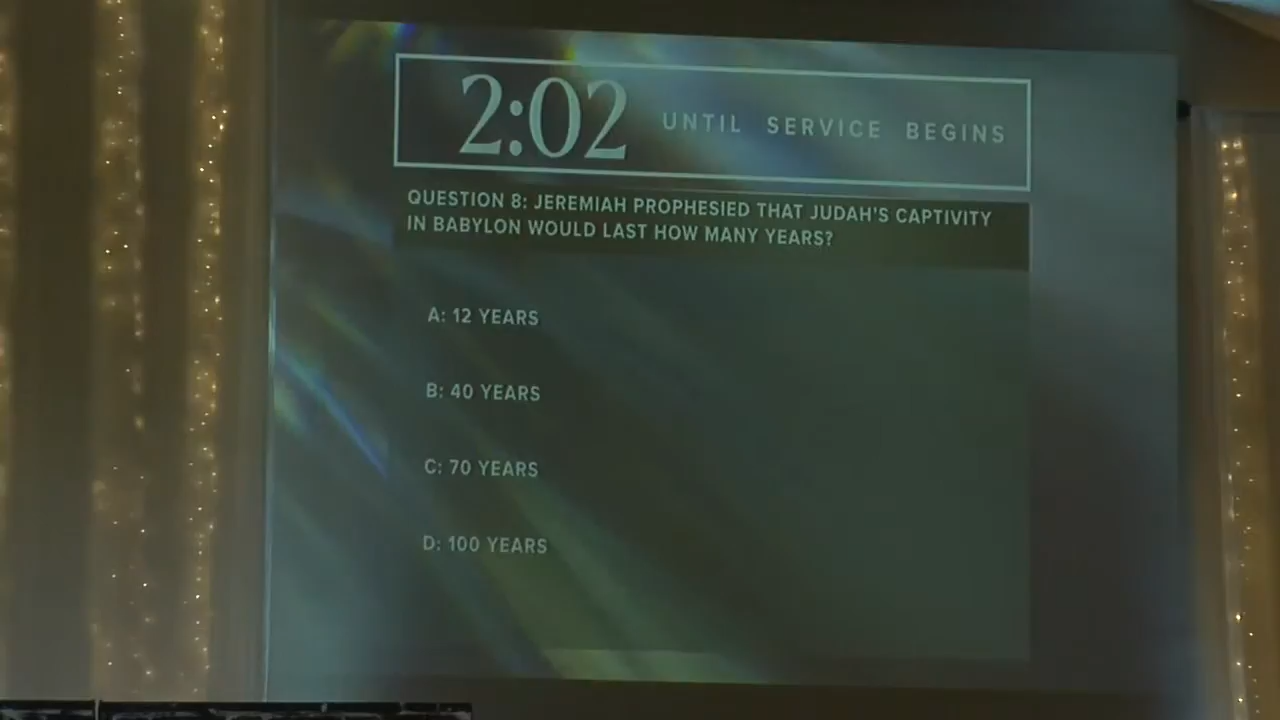 2:02 UNTIL SERVICE BEGINS
QUESTION 8: JEREMIAH PROPHESIED THAT JUDAH'S CAPTIVITY
IN BABYLON WOULD LAST HOW MANY YEARS?
A: 12 YEARS
B: 40 YEARS
C: 70 YEARS
D: 100 YEARS